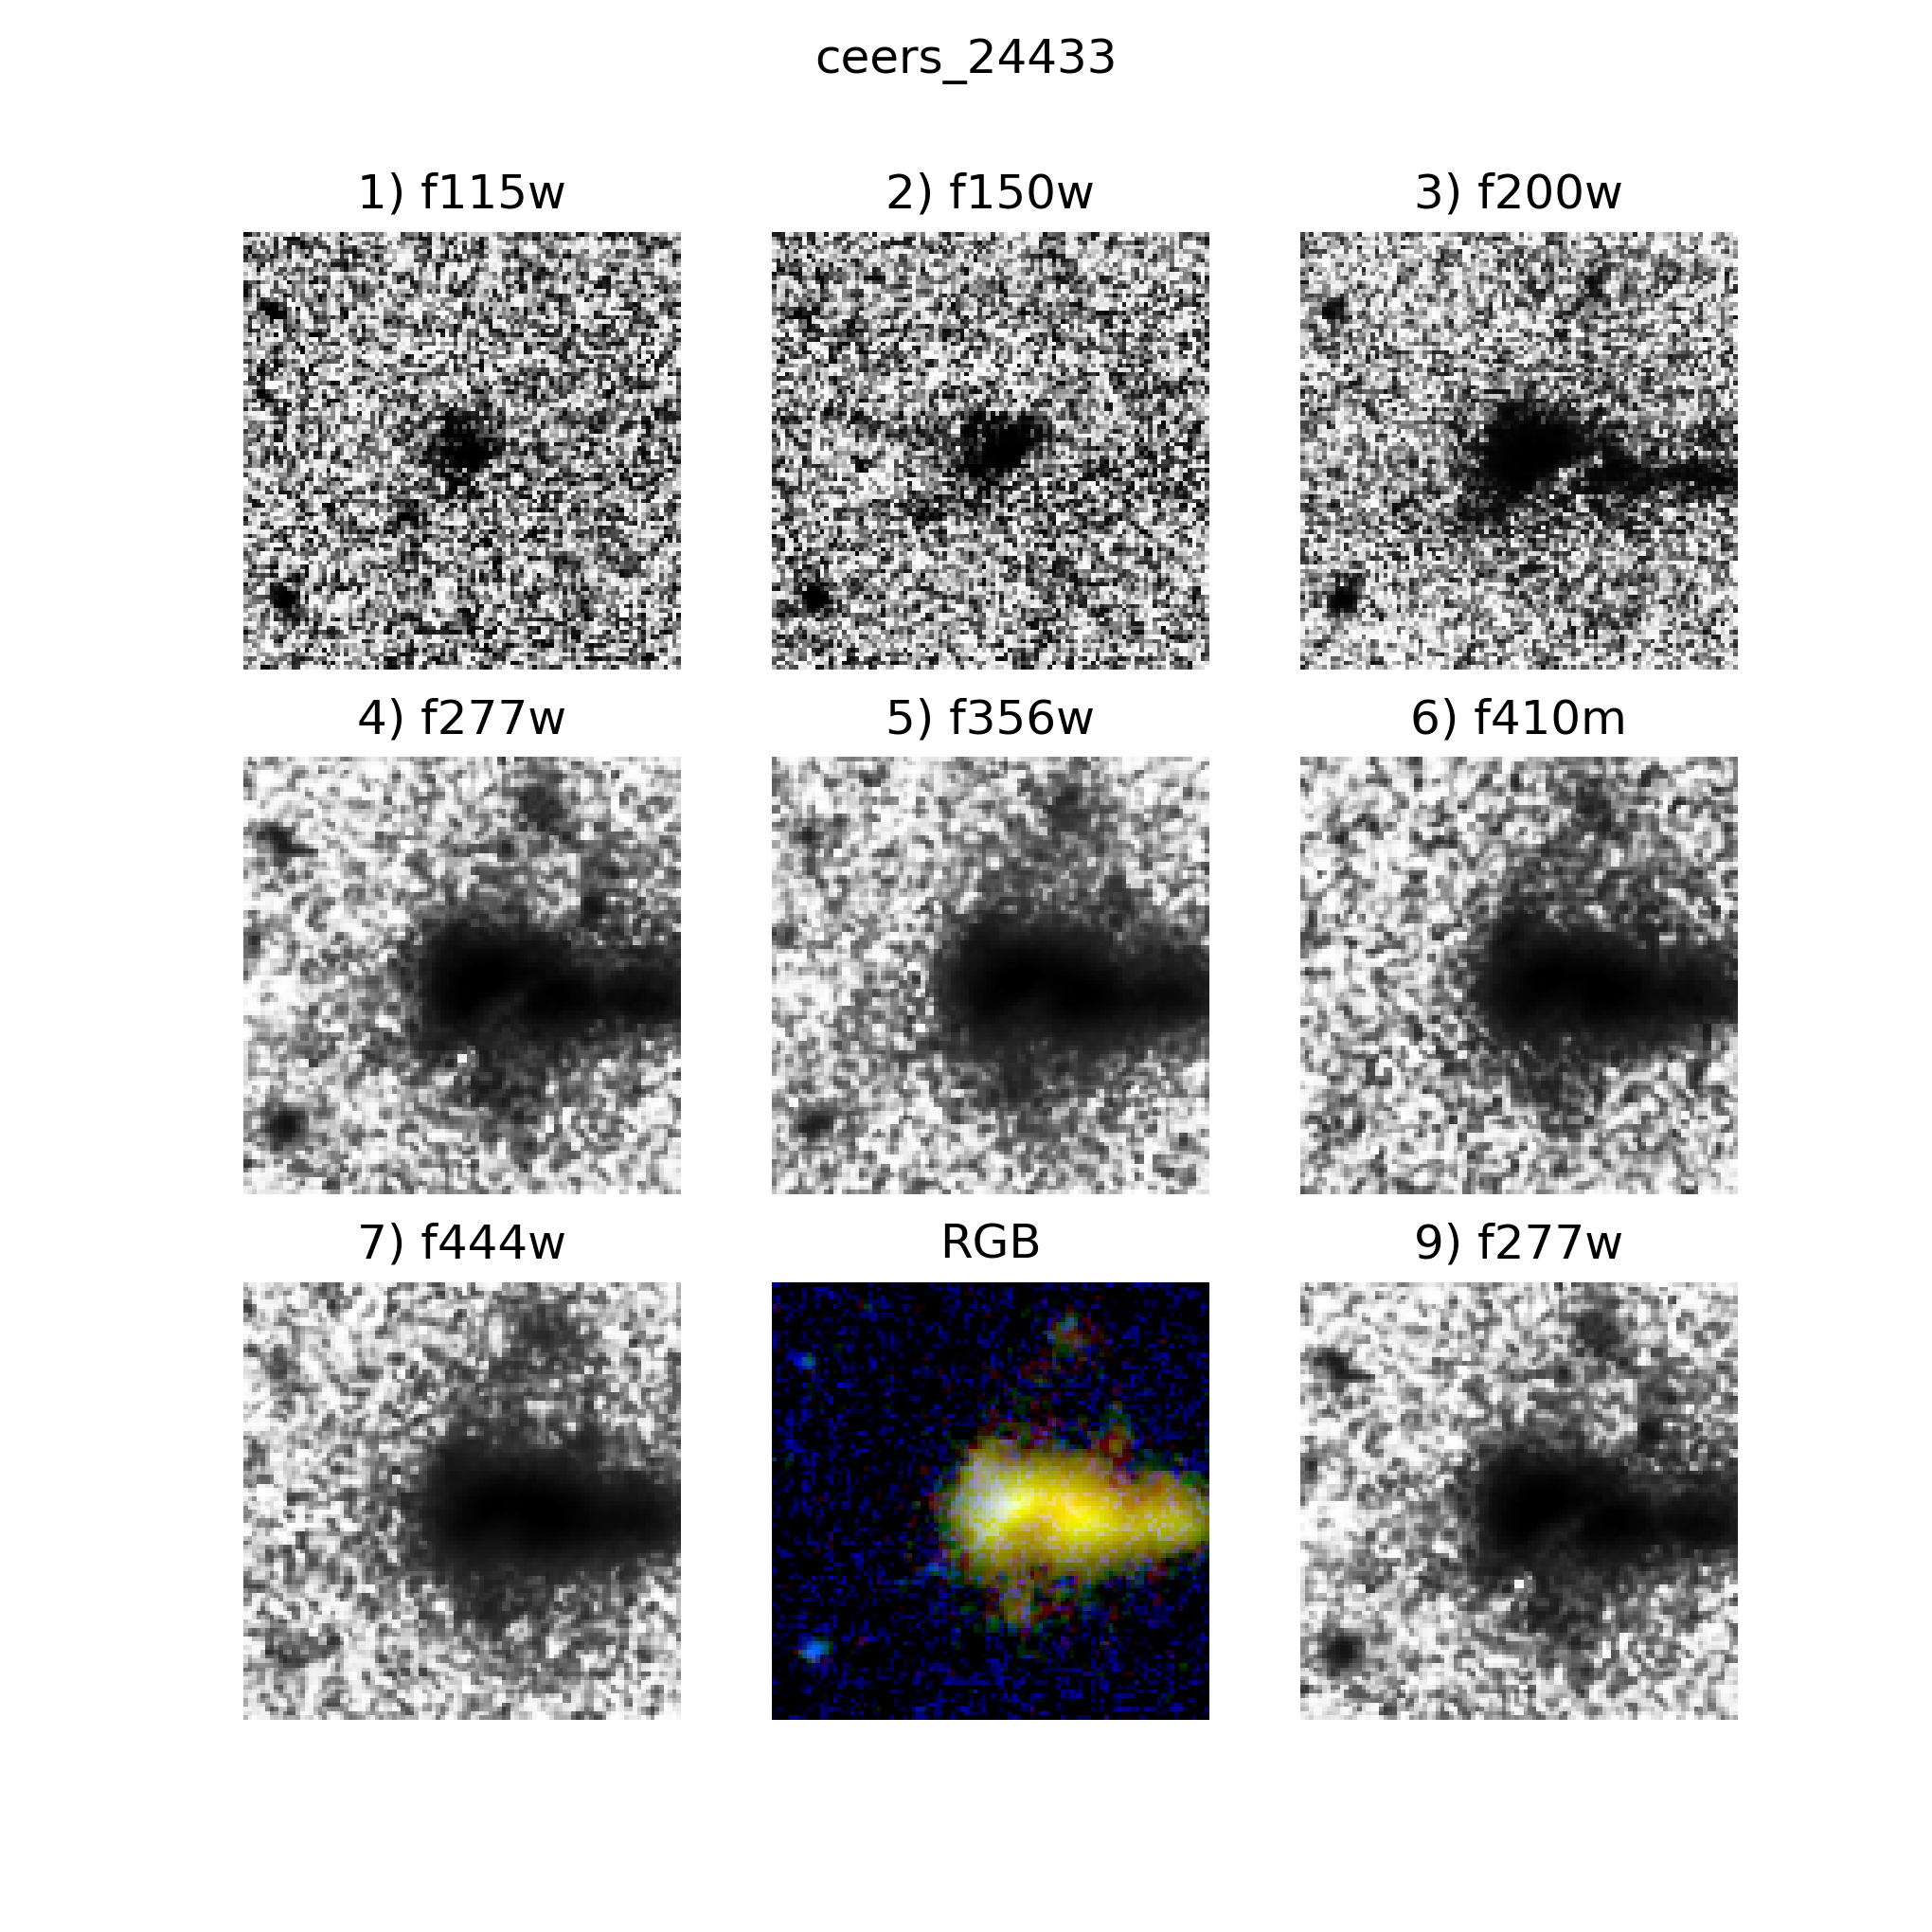 ceers_24433
1) f115w
2) f150w
3) f200w
4) f277w
5) f356w
6) f410m
7) f444w
RGB
9) f277w